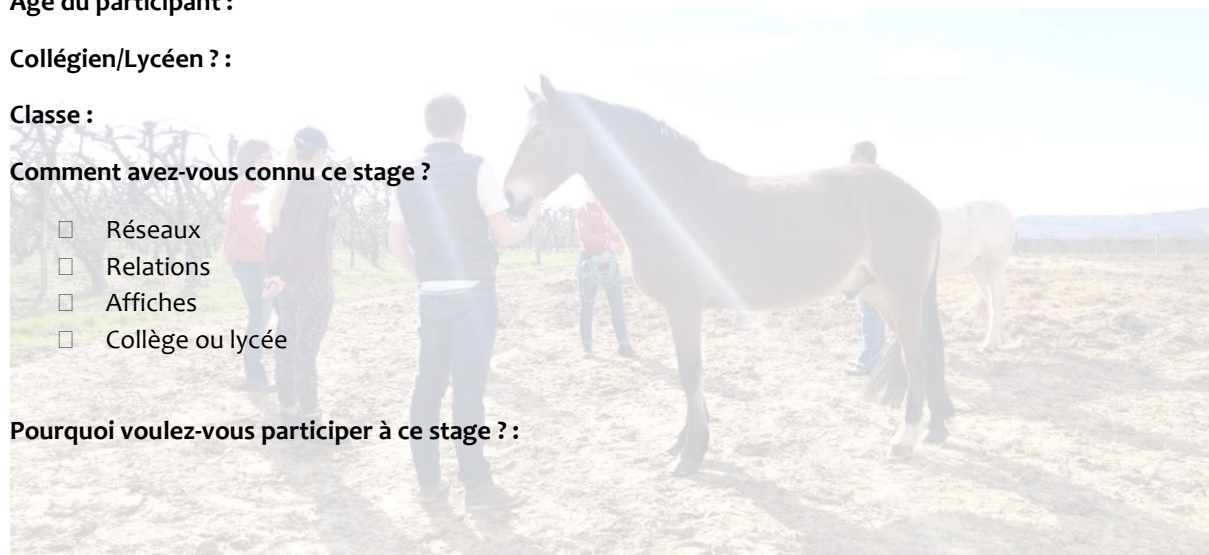 Age du participant :
Collégien/Lycéen ? :
Classe :
Comment avez-vous connu ce stage ?
Réseaux
Relations
Affiches
Collège ou lycée
Pourquoi voulez-vous participer à ce stage ? :